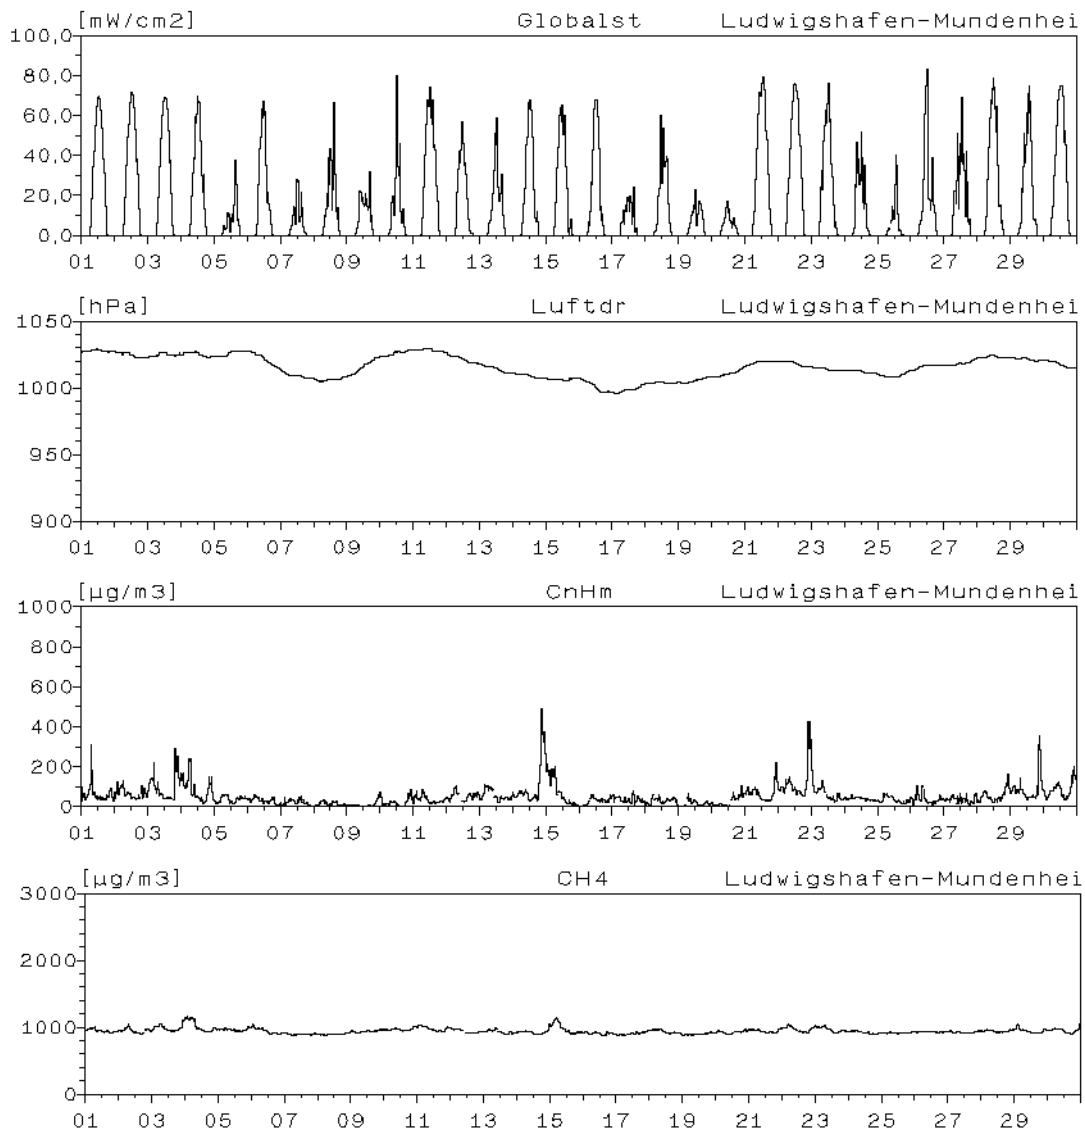 [mW/cm2] Globalst Ludwigshafen-Mundenhei
100,0
80,0
60,0
40,0
20,0
0,0
01 03 05 07 09 11 13 15 17 19 21 23 25 27 29
[hPa] Luftdr Ludwigshafen-Mundenhei
1050
1000
950
900
01 03 05 07 09 11 13 15 17 19 21 23 25 27 29
[µg/m3] CnHm Ludwigshafen-Mundenhei
1000
800
600
400
200
0
01 03 05 07 09 11 13 15 17 19 21 23 25 27 29
[µg/m3] CH4 Ludwigshafen-Mundenhei
3000
2000
1000
0
01 03 05 07 09 11 13 15 17 19 21 23 25 27 29